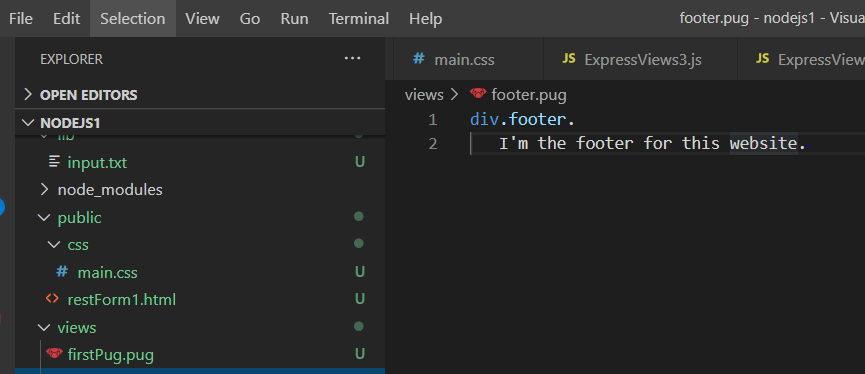 File Edit Selection View Go Run Terminal Help footer.pug - nodejs1 - Visua
EXPLORER ...
# main.css JS ExpressViews3.js JS ExpressView
OPEN EDITORS
views > footer.pug
NODEJS1
1 div.footer.
lib
2 I'm the footer for this website.
input.txt U
node_modules
public
css
# main.css U
<> restForm1.html U
views
firstPug.pug U